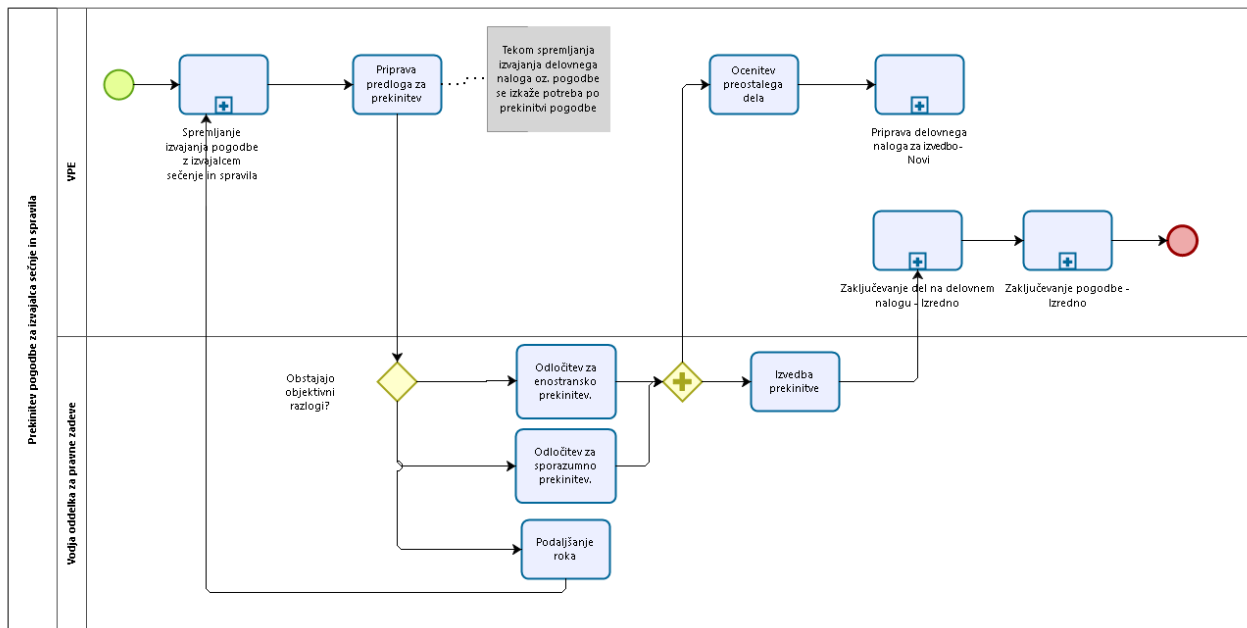 Prekinitev pogodbe za izvajalca sečnje in spravila
VPE
Spremljanje
izvajanja pogodbe
z izvajalcem
sečenje in spravila
Priprava
predloga za
prekinitev
Tekom spremljanja
izvajanja delovnega
naloga oz. pogodbe
se izkaže potreba po
prekinitvi pogodbe
Ocenitev
preostalega
dela
Priprava delovnega
naloga za izvedbo-
Novi
Zaključevanje del na delovnem
nalogu - Izredno
Zaključevanje pogodbe -
Izredno
Vodja oddelka za pravne zadeve
Obstajajo
objektivni
razlogi?
Odločitev za
enostransko
prekinitev.
Izvedba
prekinitve
Odločitev za
sporazumno
prekinitev.
Podaljšanje
roka